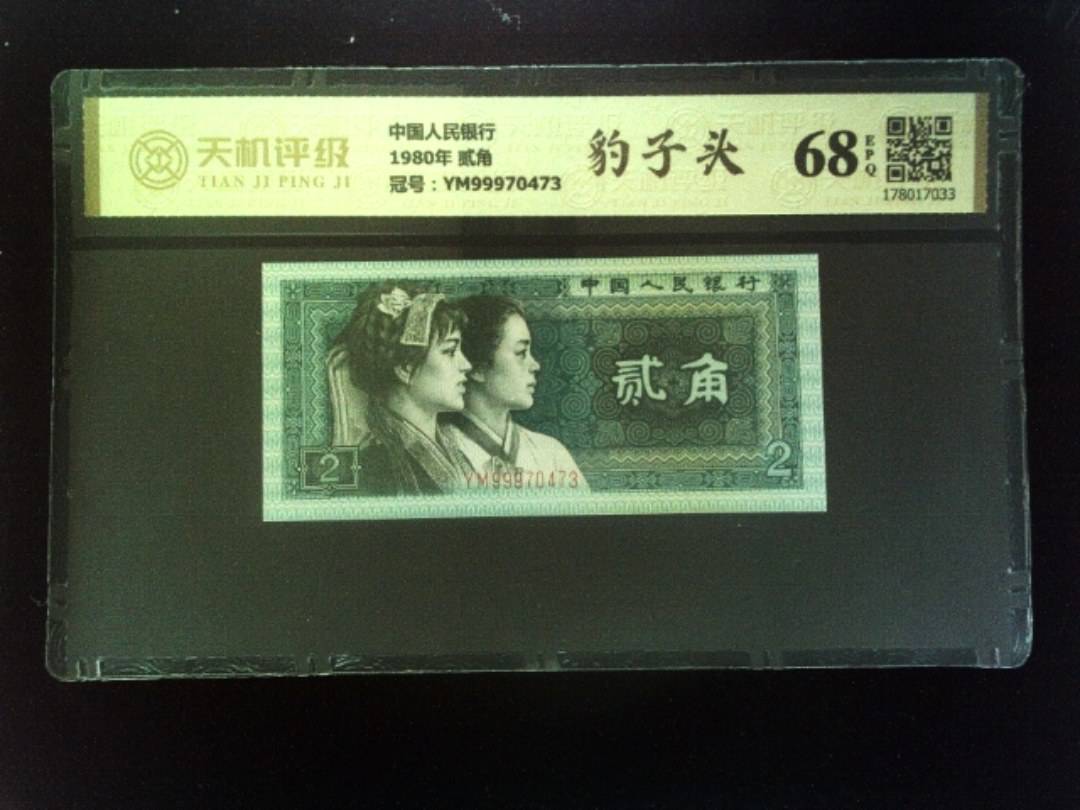 天机评级
TIAN JI PING JI
中国人民银行
1980年 贰角
冠号：YM99970473
豹子头
68
EPQ
178017033
中国人民银行
贰角
2
2
YM99970473